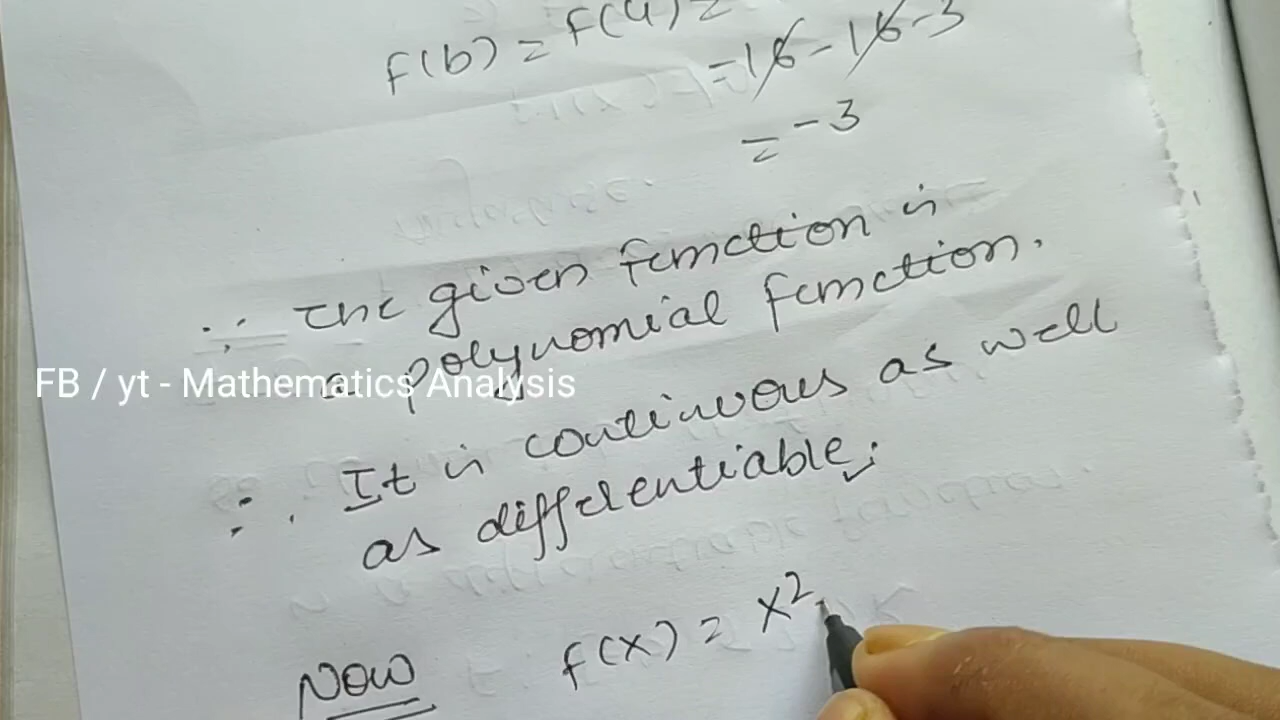 f(b) = f(4) =
= 16 - 16 - 3
= -3
∵ The given function is
a polynomial function.
FB / yt - Mathematics Analysis
∴ It is continuous as well
as differentiable.
Now f(x) = x²